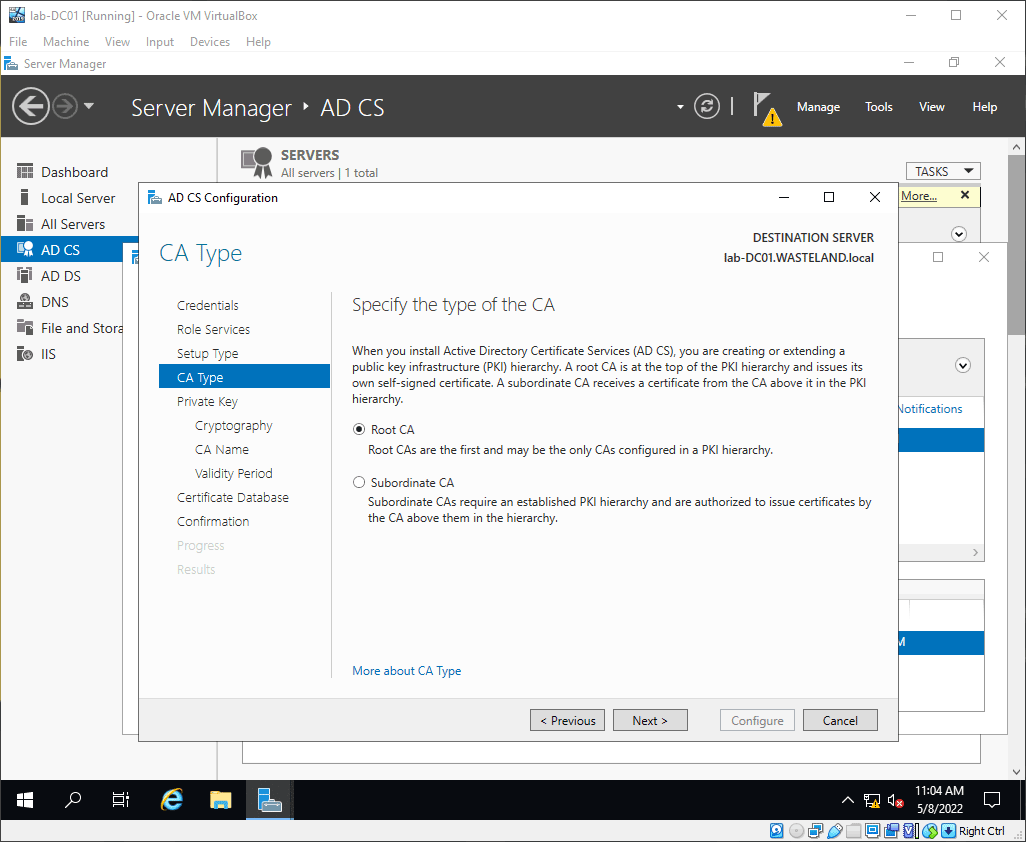 lab-DC01 [Running] - Oracle VM VirtualBox
File Machine View Input Devices Help
Server Manager
Server Manager ‣ AD CS
Manage Tools View Help
Dashboard
Local Server
All Servers
AD CS
AD DS
DNS
File and Stora
IIS
SERVERS
All servers | 1 total
TASKS
More...
AD CS Configuration
CA Type
DESTINATION SERVER
lab-DC01.WASTELAND.local
Credentials
Role Services
Setup Type
CA Type
Private Key
Cryptography
CA Name
Validity Period
Certificate Database
Confirmation
Progress
Results
Specify the type of the CA
When you install Active Directory Certificate Services (AD CS), you are creating or extending a
public key infrastructure (PKI) hierarchy. A root CA is at the top of the PKI hierarchy and issues its
own self-signed certificate. A subordinate CA receives a certificate from the CA above it in the PKI
hierarchy.
Root CA
Root CAs are the first and may be the only CAs configured in a PKI hierarchy.
Subordinate CA
Subordinate CAs require an established PKI hierarchy and are authorized to issue certificates by
the CA above them in the hierarchy.
More about CA Type
< Previous Next > Configure Cancel
Notifications
M
11:04 AM
5/8/2022
Right Ctrl